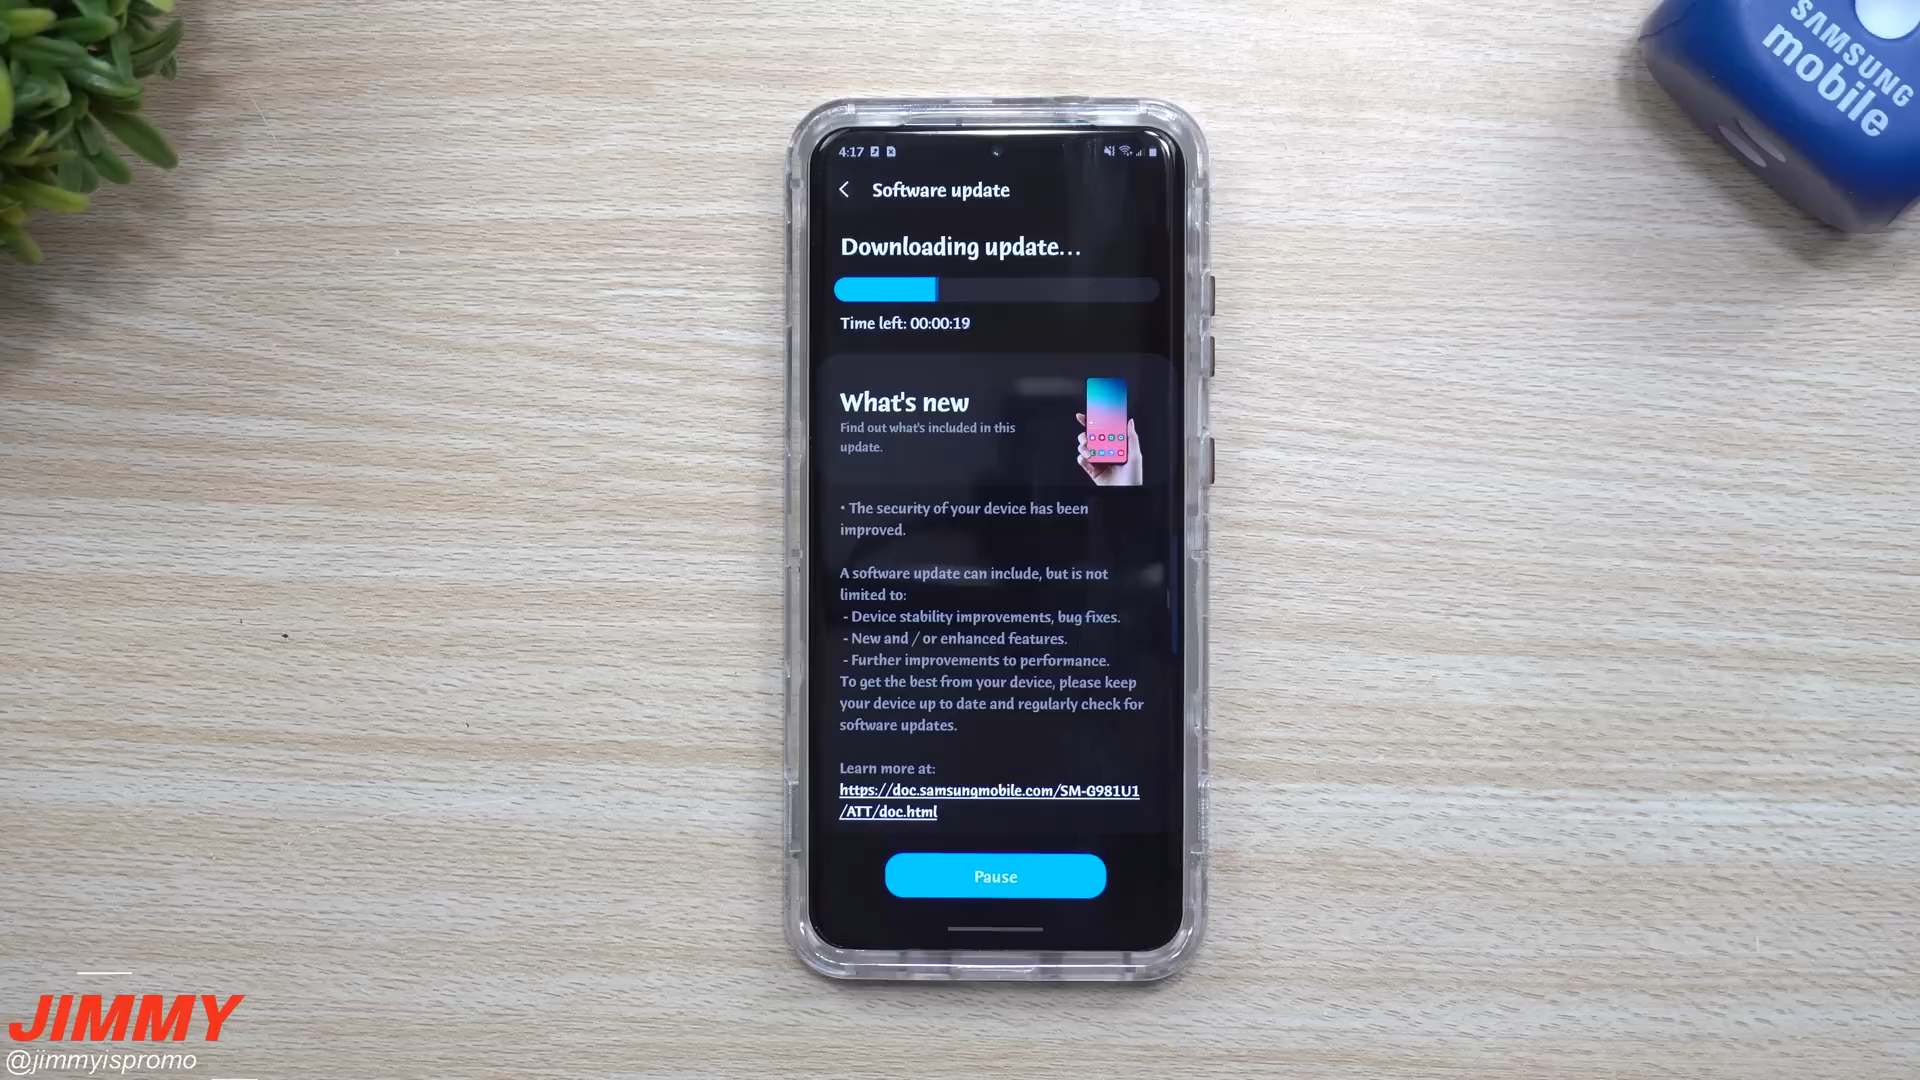 SAMSUNG
mobile
4:17
Software update
Downloading update...
Time left: 00:00:19
What's new
Find out what's included in this
update.
• The security of your device has been
improved.
A software update can include, but is not
limited to:
- Device stability improvements, bug fixes.
- New and / or enhanced features.
- Further improvements to performance.
To get the best from your device, please keep
your device up to date and regularly check for
software updates.
Learn more at:
https://doc.samsungmobile.com/SM-G981U1
/ATT/doc.html
Pause
JIMMY
@jimmyispromo